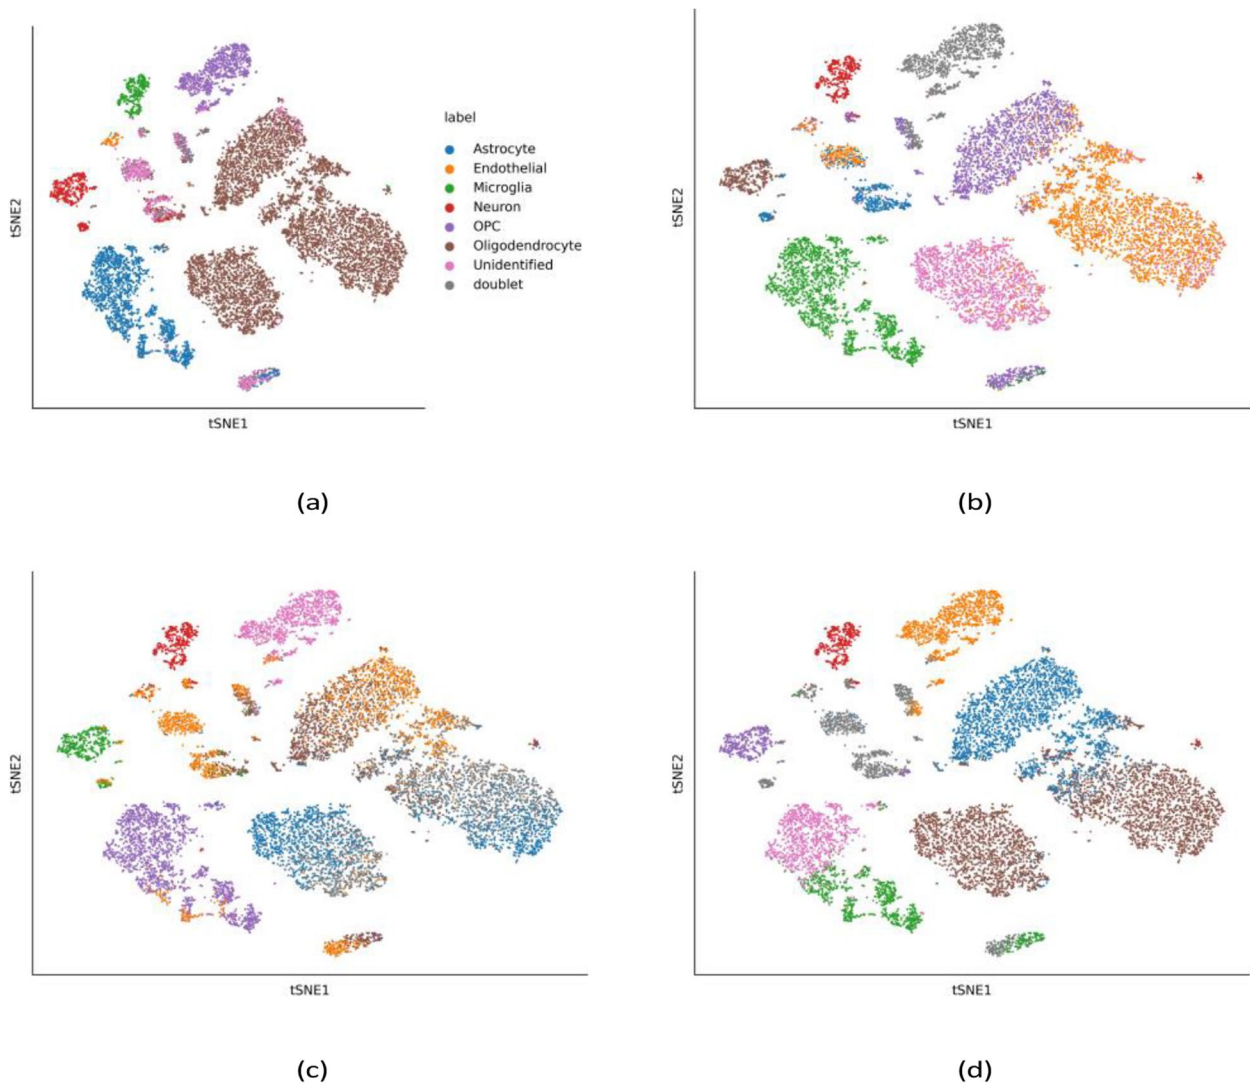 label
Astrocyte
Endothelial
Microglia
Neuron
OPC
Oligodendrocyte
Unidentified
doublet
tSNE2
tSNE1
(a)
tSNE2
tSNE1
(b)
tSNE2
tSNE1
(c)
tSNE2
tSNE1
(d)